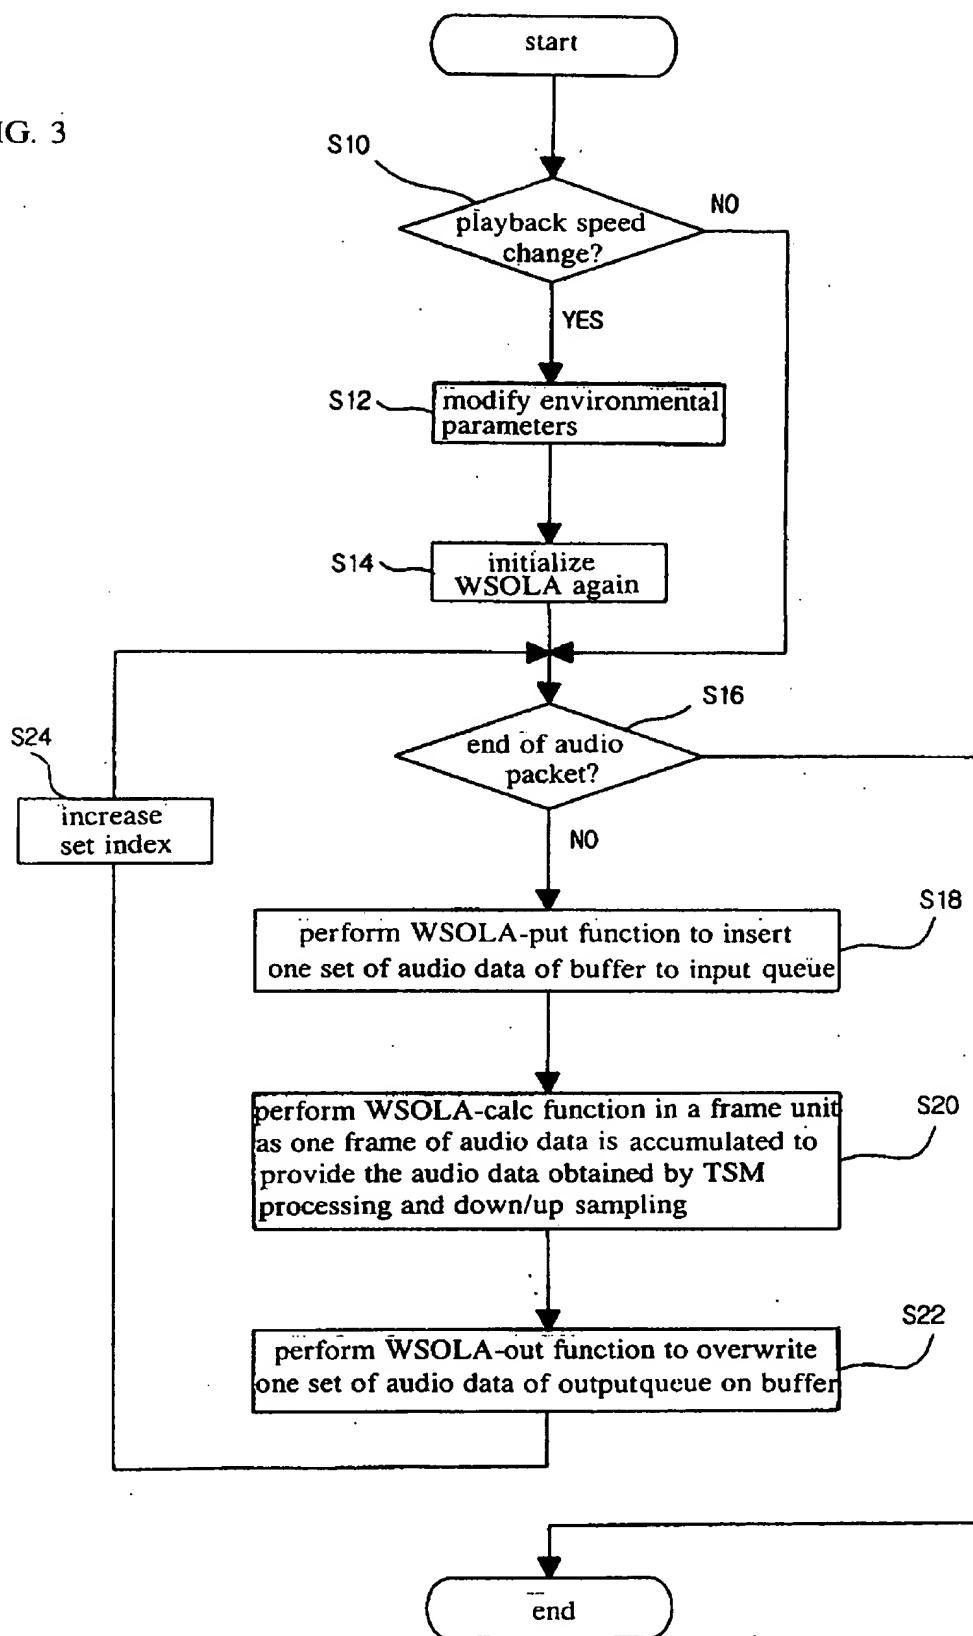 start
IG. 3
S10
playback speed
change?
NO
YES
S12
modify environmental
parameters
S14
initialize
WSOLA again
S16
end of audio
packet?
S24
increase
set index
NO
S18
perform WSOLA-put function to insert
one set of audio data of buffer to input queue
S20
perform WSOLA-calc function in a frame unit
as one frame of audio data is accumulated to
provide the audio data obtained by TSM
processing and down/up sampling
S22
perform WSOLA-out function to overwrite
one set of audio data of outputqueue on buffer
end